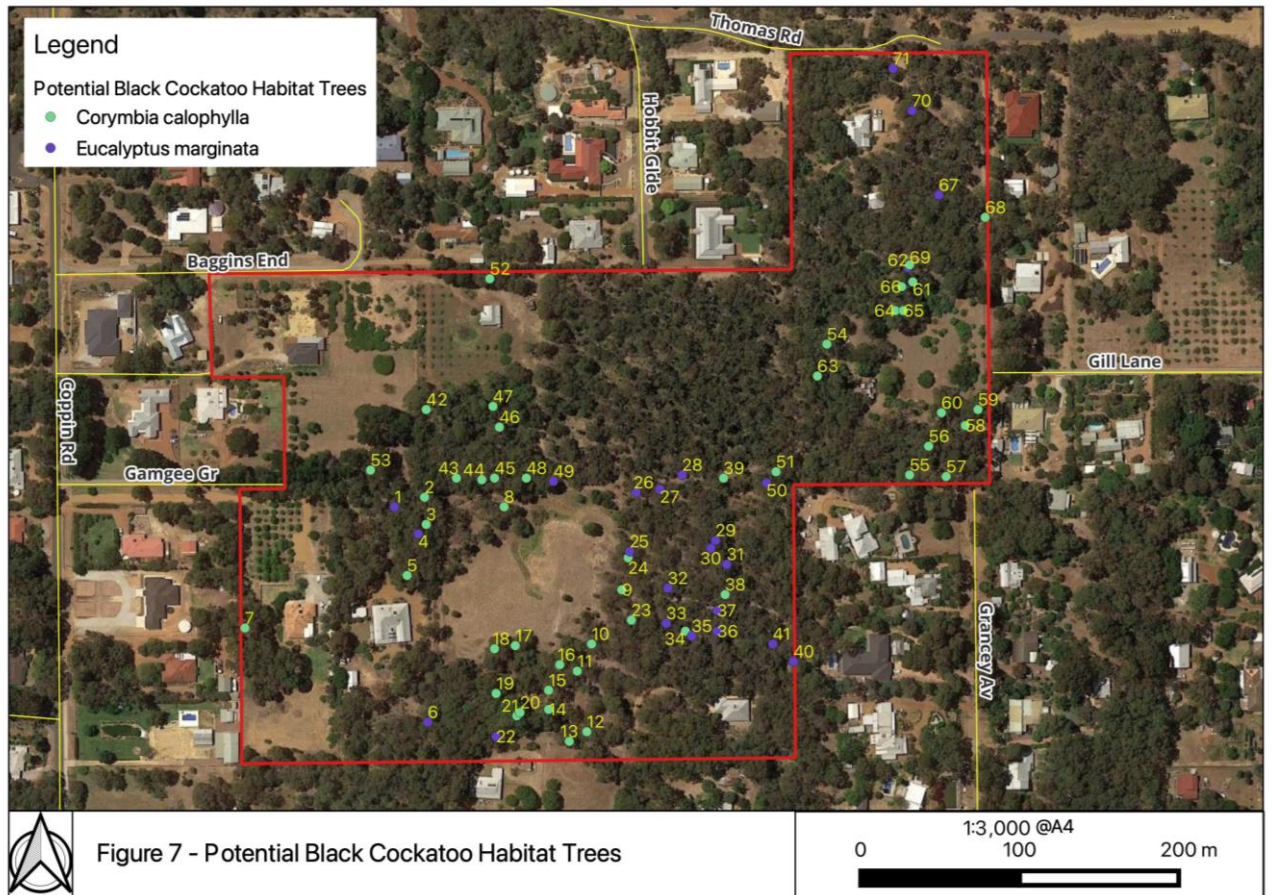 Legend
Potential Black Cockatoo Habitat Trees
Corymbia calophylla
Eucalyptus marginata
Thomas Rd
71
70
Hobbit Glde
67
68
Baggins End
52
62 69
66 61
64 65
54
63
Gill Lane
Coppin Rd
42
47
46
60 59
58
56
53
Gamgee Gr
43 44 45 48 49
26 27 28 39 51
50
55 57
1 2 8
3
4
25
24
29
30 31
5
9
32 38
7
23 33 37
34 35 36
41
40
Grancey Av
18 17 10
16 11
19 15
21 20 14
6
22 13 12
Figure 7 - Potential Black Cockatoo Habitat Trees
1:3,000 @A4
0 100 200 m